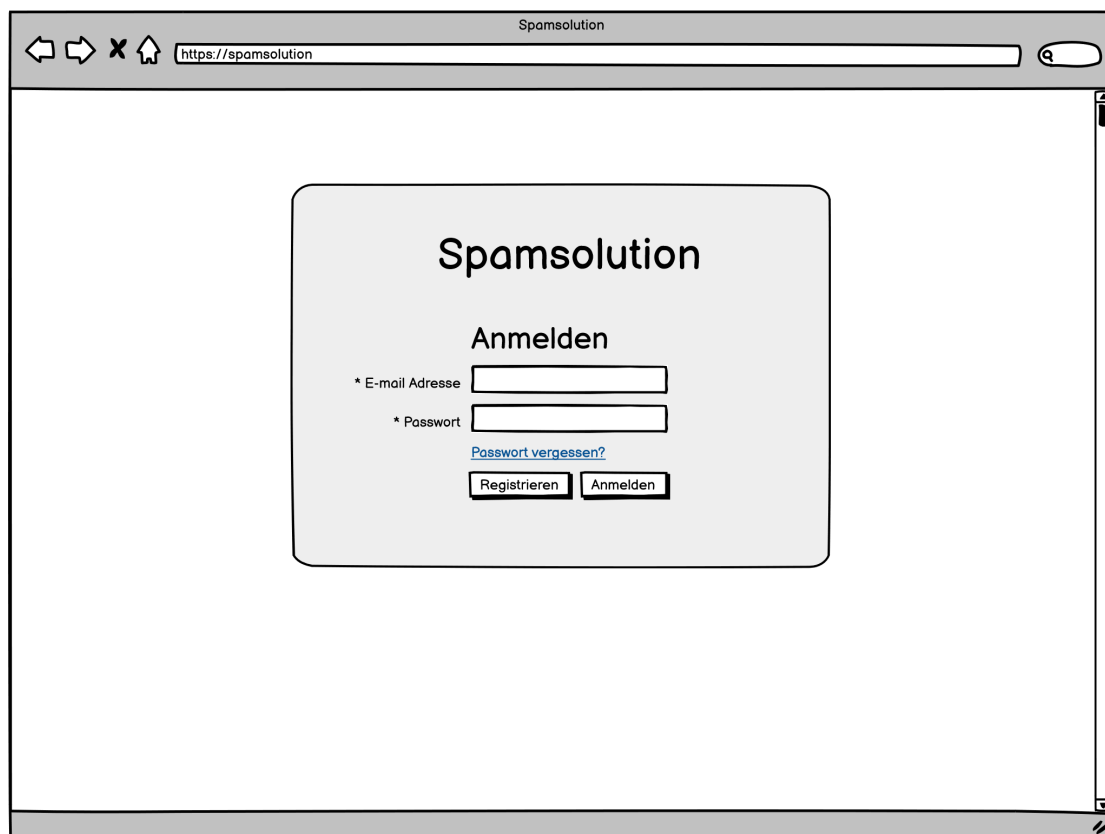 Spamsolution
https://spamsolution
Spamsolution
Anmelden
* E-mail Adresse
* Passwort
Passwort vergessen?
Registrieren Anmelden